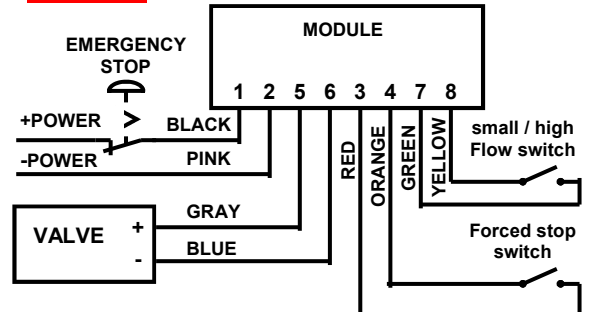 MODULE
EMERGENCY
STOP
1 2 5 6 3 4 7 8
+POWER
BLACK
-POWER
PINK
RED
ORANGE
GREEN
YELLOW
small / high
Flow switch
GRAY
VALVE + -
BLUE
Forced stop
switch